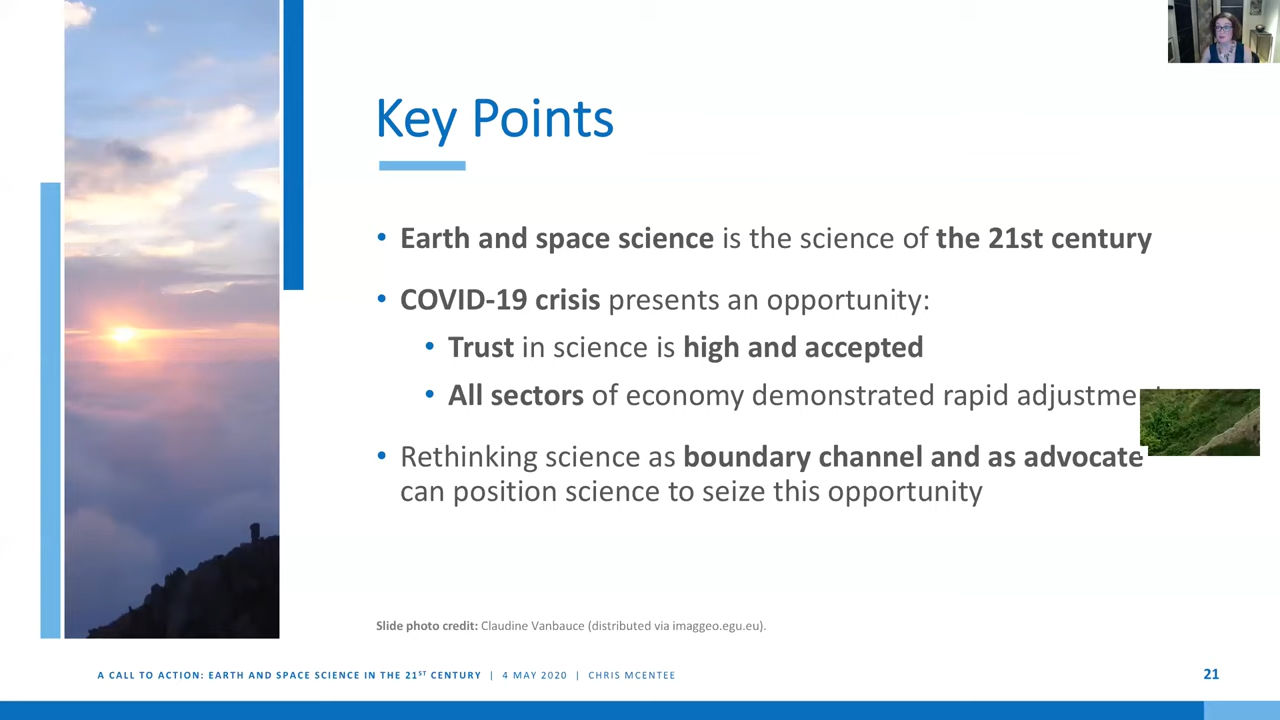 Key Points
• Earth and space science is the science of the 21st century
• COVID-19 crisis presents an opportunity:
• Trust in science is high and accepted
• All sectors of economy demonstrated rapid
• Rethinking science as boundary channel and as advocate
can position science to seize this opportunity
Slide photo credit: Claudine Vanbauce (distributed via imaggeo.egu.eu).
A CALL TO ACTION: EARTH AND SPACE SCIENCE IN THE 21ST CENTURY | 4 MAY 2020 | CHRIS MCENTEE
21